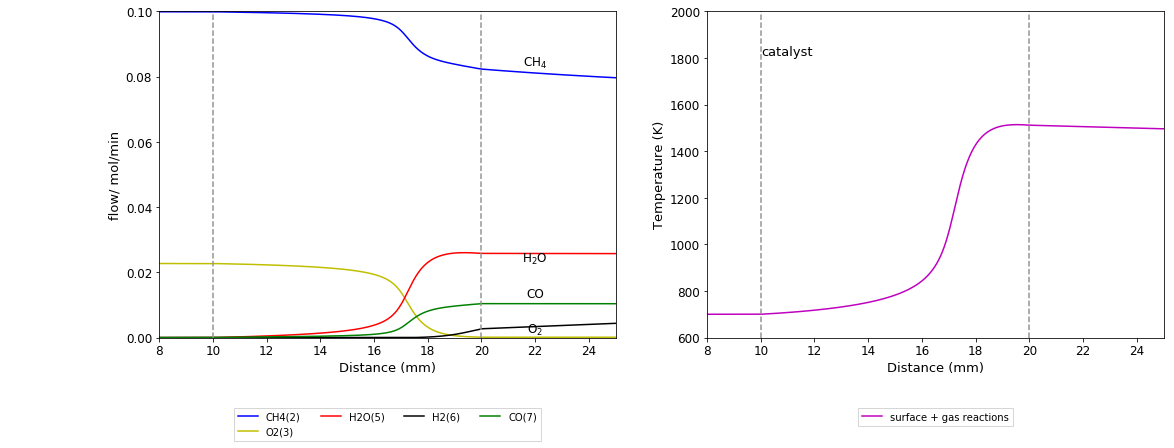 0.10
0.08
0.06
0.04
0.02
0.00
flow/ mol/min
CH₄
H₂O
CO
O₂
8 10 12 14 16 18 20 22 24
Distance (mm)
CH4(2) H2O(5) H2(6) CO(7)
O2(3)
2000
1800
1600
1400
1200
1000
800
600
Temperature (K)
catalyst
8 10 12 14 16 18 20 22 24
Distance (mm)
surface + gas reactions